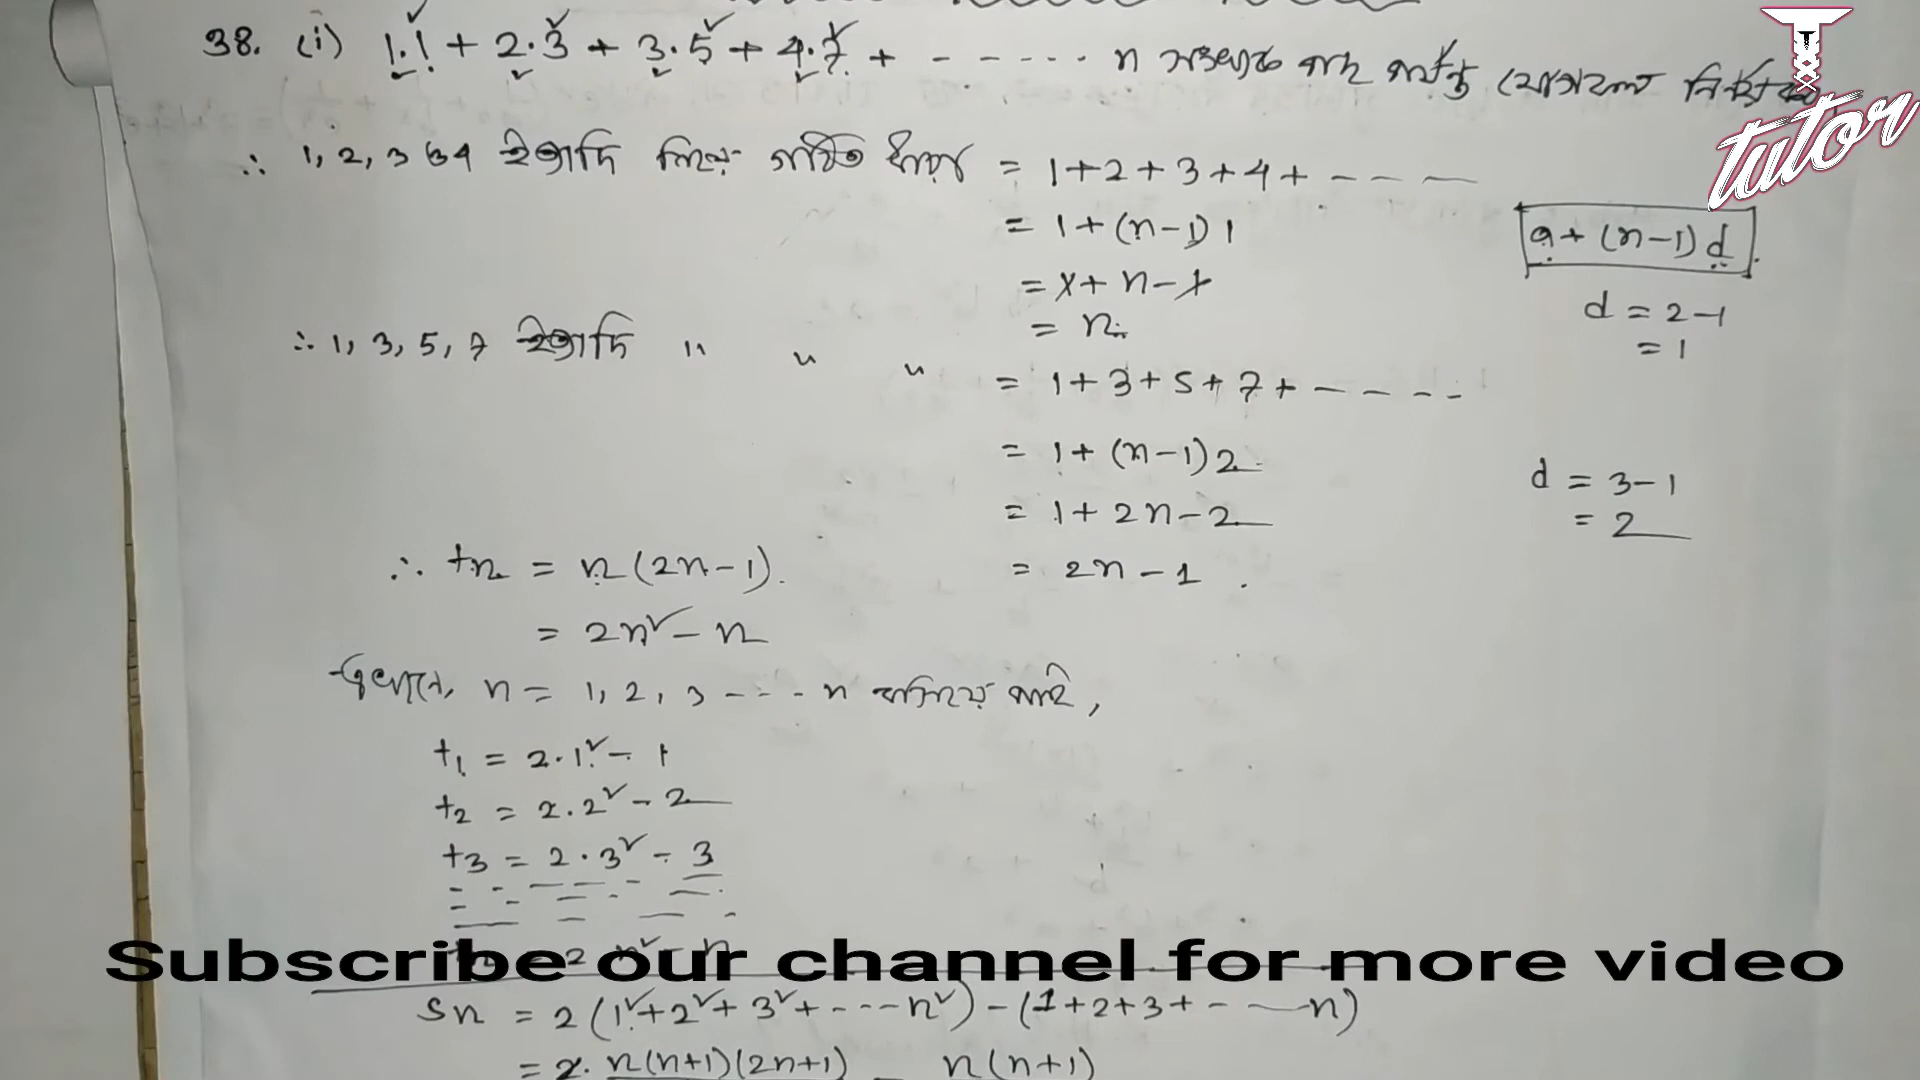 38. (i) 1.1 + 2.3 + 3.5 + 4.7 + - - - - - n সংখ্যক পদ পর্যন্ত যোগফল নির্ণয় কর
T
tutor
∴ 1, 2, 3 ও 4 ইত্যাদি নিয়ে গঠিত ধারা = 1+2+3+4+ - - -
= 1+(n-1) 1
a+(n-1)d
= 1+n-1
d = 2-1
= n
= 1
∴ 1, 3, 5, 7 ইত্যাদি " " " = 1+3+5+7+ - - - -
= 1+(n-1)2
d = 3-1
= 1+2n-2
= 2
∴ tn = n(2n-1). = 2n-1
= 2n²-n
n = 1, 2, 3 - - - n বসিয়ে পাই,
t₁ = 2.1²-1
t₂ = 2.2²-2
t₃ = 2.3²-3
Subscribe our channel for more video
Sn = 2(1²+2²+3²+ - - - n²)-(1+2+3+ - - - n)
= 2. n(n+1)(2n+1) - n(n+1)